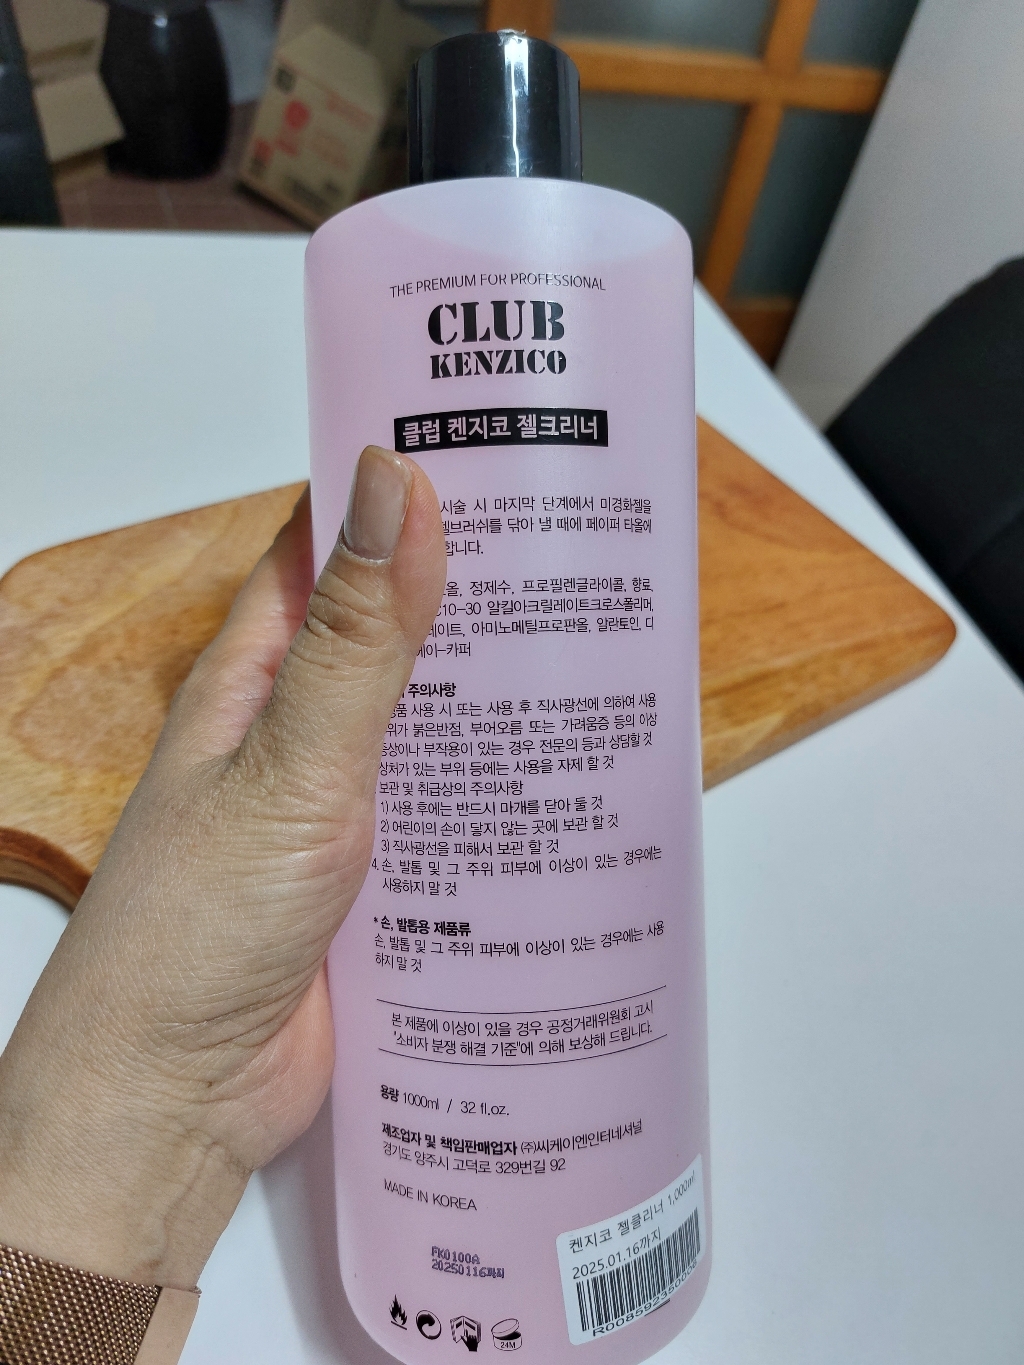 THE PREMIUM FOR PROFESSIONAL
CLUB
KENZICO
클럽 켄지코 젤크리너
시술 시 마지막 단계에서 미경화젤을
젤브러쉬를 닦아 낼 때에 페이퍼 타올에
합니다.
올, 정제수, 프로필렌글라이콜, 향료,
C10-30 알킬아크릴레이트크로스폴리머,
레이트, 아미노메틸프로판올, 알란토인, 디
에이-카퍼
주의사항
사용 시 또는 사용 후 직사광선에 의하여 사용
부위가 붉은반점, 부어오름 또는 가려움증 등의 이상
증상이나 부작용이 있는 경우 전문의 등과 상담할 것
상처가 있는 부위 등에는 사용을 자제 할 것
보관 및 취급상의 주의사항
1) 사용 후에는 반드시 마개를 닫아 둘 것
2) 어린이의 손이 닿지 않는 곳에 보관 할 것
3) 직사광선을 피해서 보관 할 것
4. 손, 발톱 및 그 주위 피부에 이상이 있는 경우에는
사용하지 말 것
* 손, 발톱용 제품류
손, 발톱 및 그 주위 피부에 이상이 있는 경우에는 사용
하지 말 것
본 제품에 이상이 있을 경우 공정거래위원회 고시
'소비자 분쟁 해결 기준"에 의해 보상해 드립니다.
용량 1000ml / 32 fl.oz.
제조업자 및 책임판매업자 (주)씨케이엔인터네셔널
경기도 양주시 고덕로 329번길 92
MADE IN KOREA
FK0100A
20250116까지
24M
켄지코 젤클리너 1,000ml
2025.01.16까지